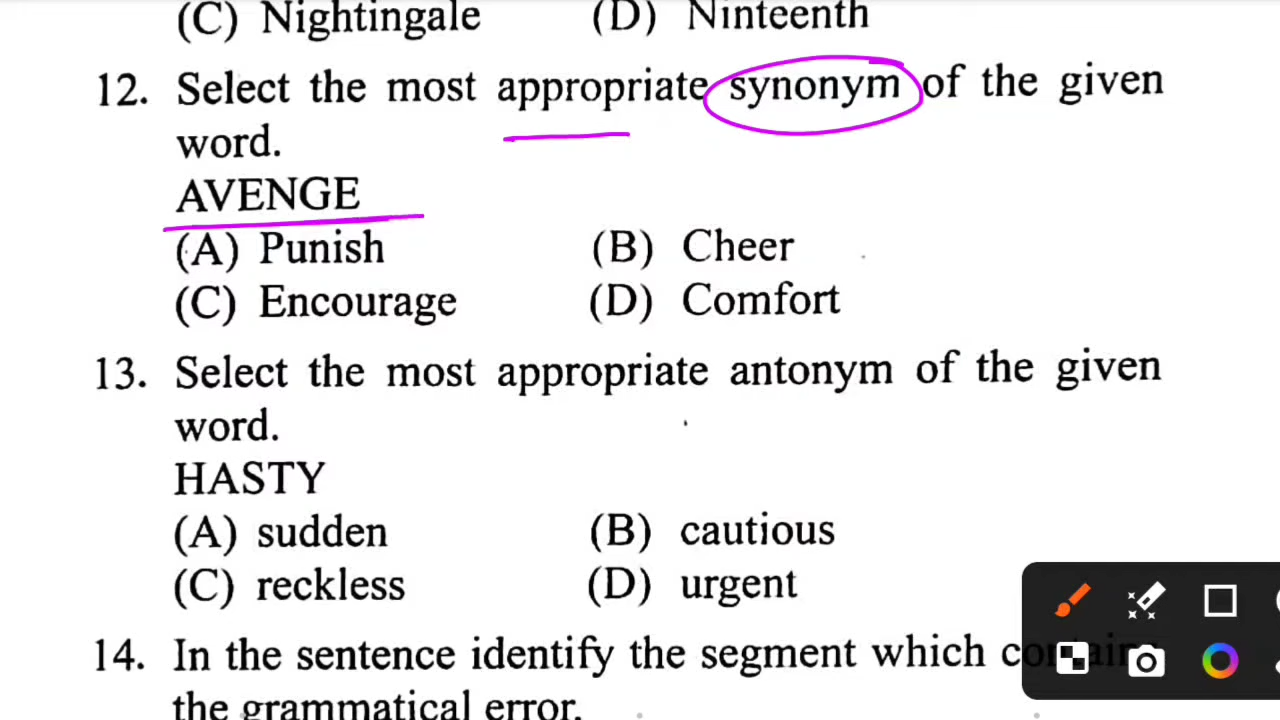 (C) Nightingale (D) Ninteenth
12. Select the most appropriate synonym of the given
word.
AVENGE
(A) Punish (B) Cheer
(C) Encourage (D) Comfort
13. Select the most appropriate antonym of the given
word.
HASTY
(A) sudden (B) cautious
(C) reckless (D) urgent
14. In the sentence identify the segment which
the grammatical error.